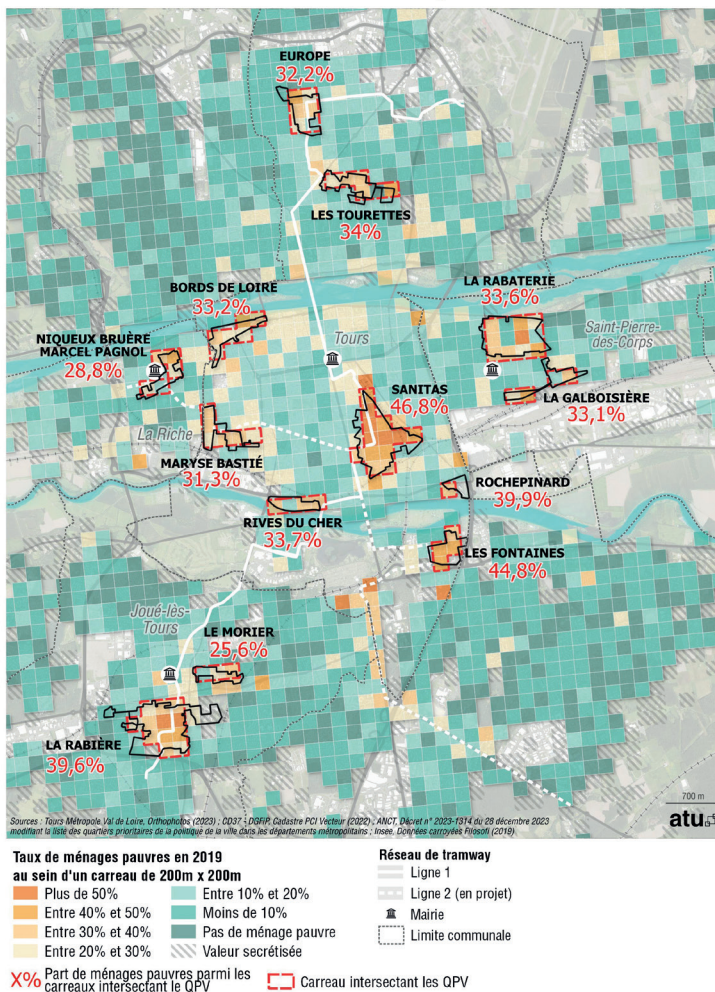 EUROPE
32,2%
LES TOURETTES
34%
BORDS DE LOIRE
33,2%
LA RABATERIE
33,6%
Tours
Saint-Pierre-
des-Corps
NIQUEUX BRUÈRE
MARCEL PAGNOL
28,8%
SANITAS
46,8%
LA GALBOISIÈRE
33,1%
La Riche
MARYSE BASTIÉ
31,3%
ROCHEPINARD
39,9%
RIVES DU CHER
33,7%
LES FONTAINES
44,8%
Joué-lès-
Tours
LE MORIER
25,6%
LA RABIÈRE
39,6%
700 m
atu
Sources : Tours Métropole Val de Loire, Orthophotos (2023) ; CD37 - DGFiP, Cadastre PCI Vecteur (2022) ; ANCT, Décret n° 2023-1314 du 28 décembre 2023
modifiant la liste des quartiers prioritaires de la politique de la ville dans les départements métropolitains ; Insee, Données carroyées Filosofi (2019).
Taux de ménages pauvres en 2019
au sein d'un carreau de 200m x 200m
Plus de 50%
Entre 40% et 50%
Entre 30% et 40%
Entre 20% et 30%
Entre 10% et 20%
Moins de 10%
Pas de ménage pauvre
Valeur secrétisée
Réseau de tramway
Ligne 1
Ligne 2 (en projet)
Mairie
Limite communale
X% Part de ménages pauvres parmi les
carreaux intersectant le QPV
Carreau intersectant les QPV